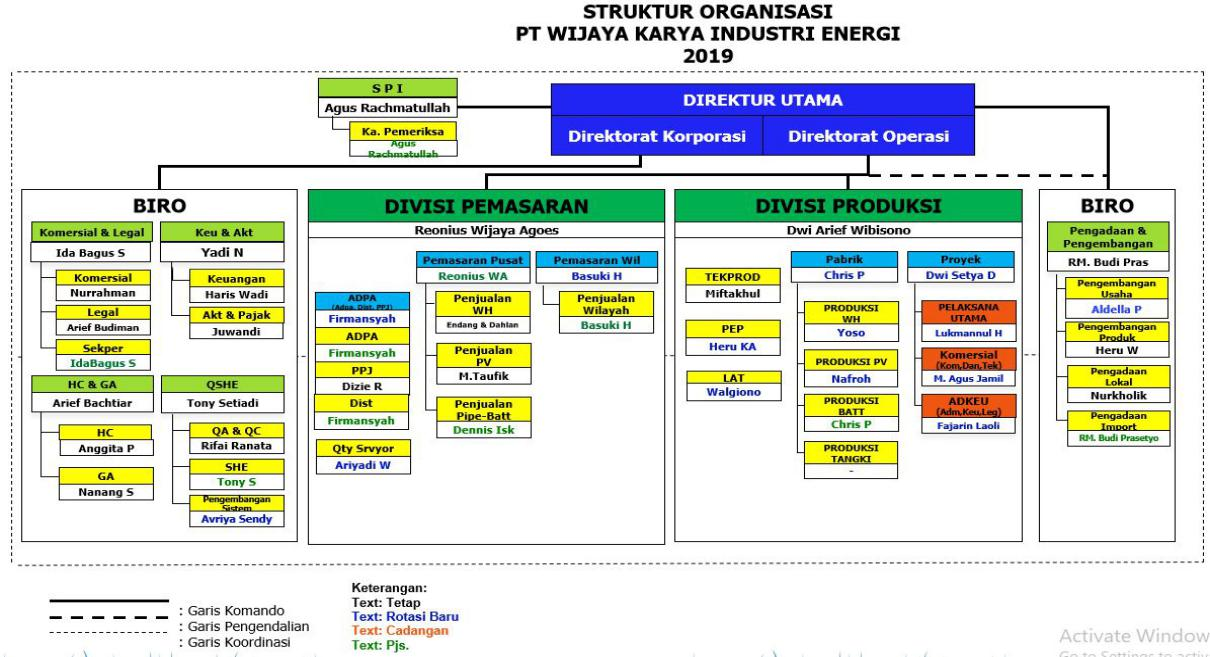 STRUKTUR ORGANISASI
PT WIJAYA KARYA INDUSTRI ENERGI
2019
S P I
Agus Rachmatullah
Ka. Pemeriksa
Agus
Rachmatullah
DIREKTUR UTAMA
Direktorat Korporasi
Direktorat Operasi
BIRO
Komersial & Legal
Ida Bagus S
Komersial
Nurrahman
Legal
Arief Budiman
Sekper
IdaBagus S
Keu & Akt
Yadi N
Keuangan
Haris Wadi
Akt & Pajak
Juwandi
HC & GA
Arief Bachtiar
HC
Anggita P
GA
Nanang S
QSHE
Tony Setiadi
QA & QC
Rifai Ranata
SHE
Tony S
Pengembangan
Sistem
Avriya Sendy
DIVISI PEMASARAN
Reonius Wijaya Agoes
ADPA
(Adpa, Dist, PPJ)
Firmansyah
ADPA
Firmansyah
PPJ
Dizie R
Dist
Firmansyah
Qty Srvyor
Ariyadi W
Pemasaran Pusat
Reonius WA
Penjualan
WH
Endang & Dahlan
Penjualan
PV
M.Taufik
Penjualan
Pipe-Batt
Dennis Isk
Pemasaran Wil
Basuki H
Penjualan
Wilayah
Basuki H
DIVISI PRODUKSI
Dwi Arief Wibisono
TEKPROD
Miftakhul
PEP
Heru KA
LAT
Walgiono
Pabrik
Chris P
PRODUKSI
WH
Yoso
PRODUKSI PV
Nafroh
PRODUKSI
BATT
Chris P
PRODUKSI
TANGKI
-
Proyek
Dwi Setya D
PELAKSANA
UTAMA
Lukmannul H
Komersial
(Kom,Dan,Tek)
M. Agus Jamil
ADKEU
(Adm,Keu,Leg)
Fajarin Laoli
BIRO
Pengadaan &
Pengembangan
RM. Budi Pras
Pengembangan
Usaha
Aldella P
Pengembangan
Produk
Heru W
Pengadaan
Lokal
Nurkholik
Pengadaan
Import
RM. Budi Prasetyo
: Garis Komando
: Garis Pengendalian
: Garis Koordinasi
Keterangan:
Text: Tetap
Text: Rotasi Baru
Text: Cadangan
Text: Pjs.
Activate Window
Go to Settings to activ